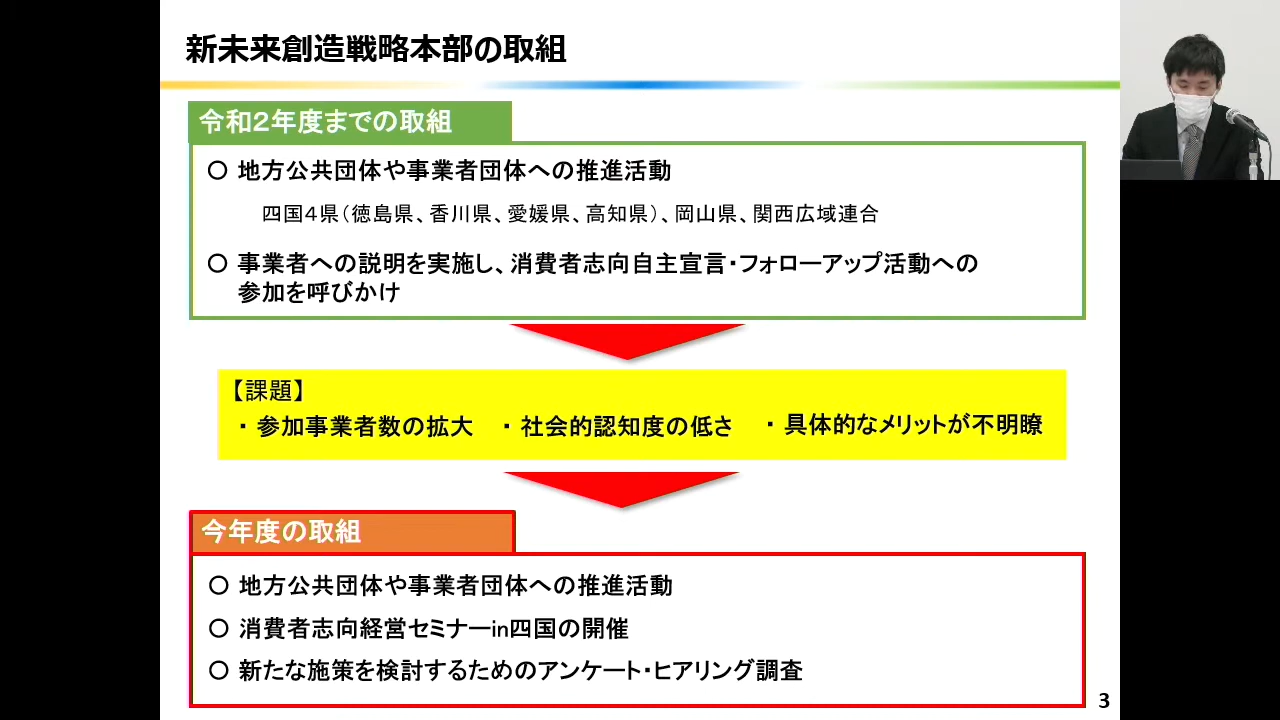 新未来創造戦略本部の取組
令和２年度までの取組
○ 地方公共団体や事業者団体への推進活動
四国４県（徳島県、香川県、愛媛県、高知県）、岡山県、関西広域連合
○ 事業者への説明を実施し、消費者志向自主宣言・フォローアップ活動への
参加を呼びかけ
【課題】
・ 参加事業者数の拡大 ・ 社会的認知度の低さ ・ 具体的なメリットが不明瞭
今年度の取組
○ 地方公共団体や事業者団体への推進活動
○ 消費者志向経営セミナーin四国の開催
○ 新たな施策を検討するためのアンケート・ヒアリング調査
3